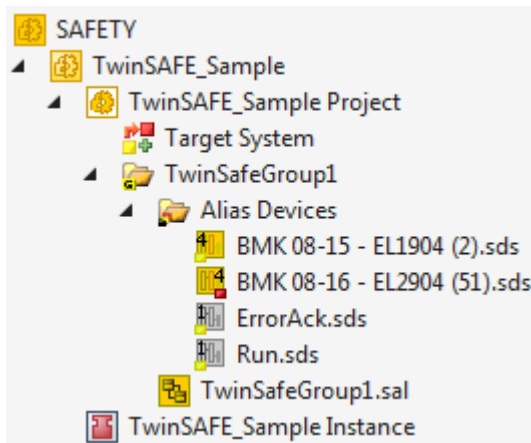 SAFETY
TwinSAFE_Sample
TwinSAFE_Sample Project
Target System
TwinSafeGroup1
Alias Devices
BMK 08-15 - EL1904 (2).sds
BMK 08-16 - EL2904 (51).sds
ErrorAck.sds
Run.sds
TwinSafeGroup1.sal
TwinSAFE_Sample Instance